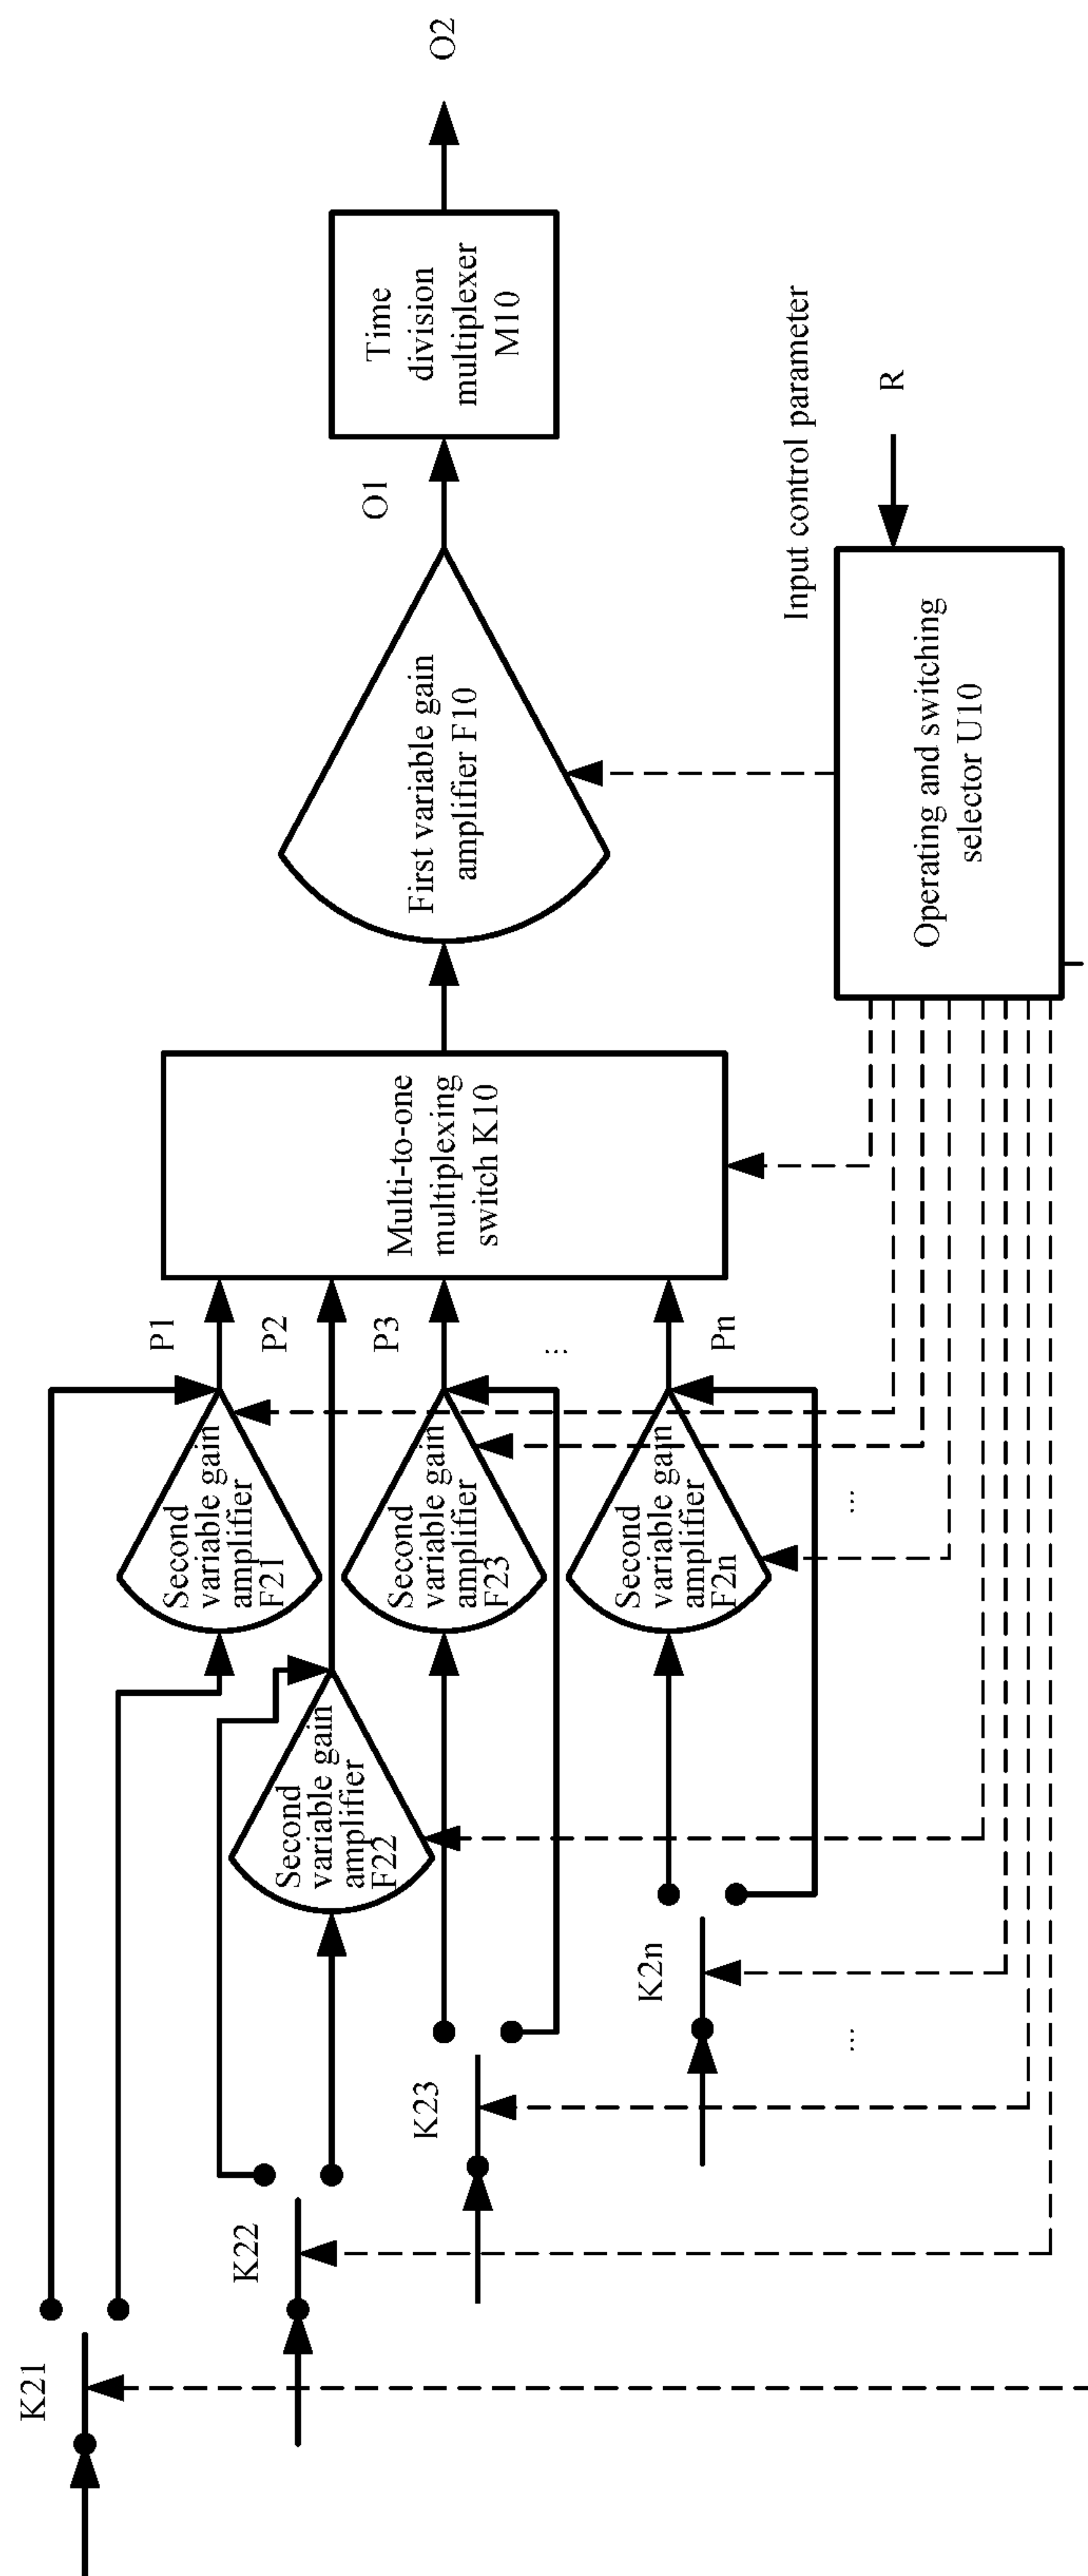 K21
K22
K23
K2n
...
Second
variable gain
amplifier
F21
Second
variable gain
amplifier
F22
Second
variable gain
amplifier
F23
Second
variable gain
amplifier
F2n
...
P1
P2
P3
...
Pn
Multi-to-one
multiplexing
switch K10
First variable gain
amplifier F10
O1
Time
division
multiplexer
M10
O2
Operating and switching
selector U10
Input control parameter
R